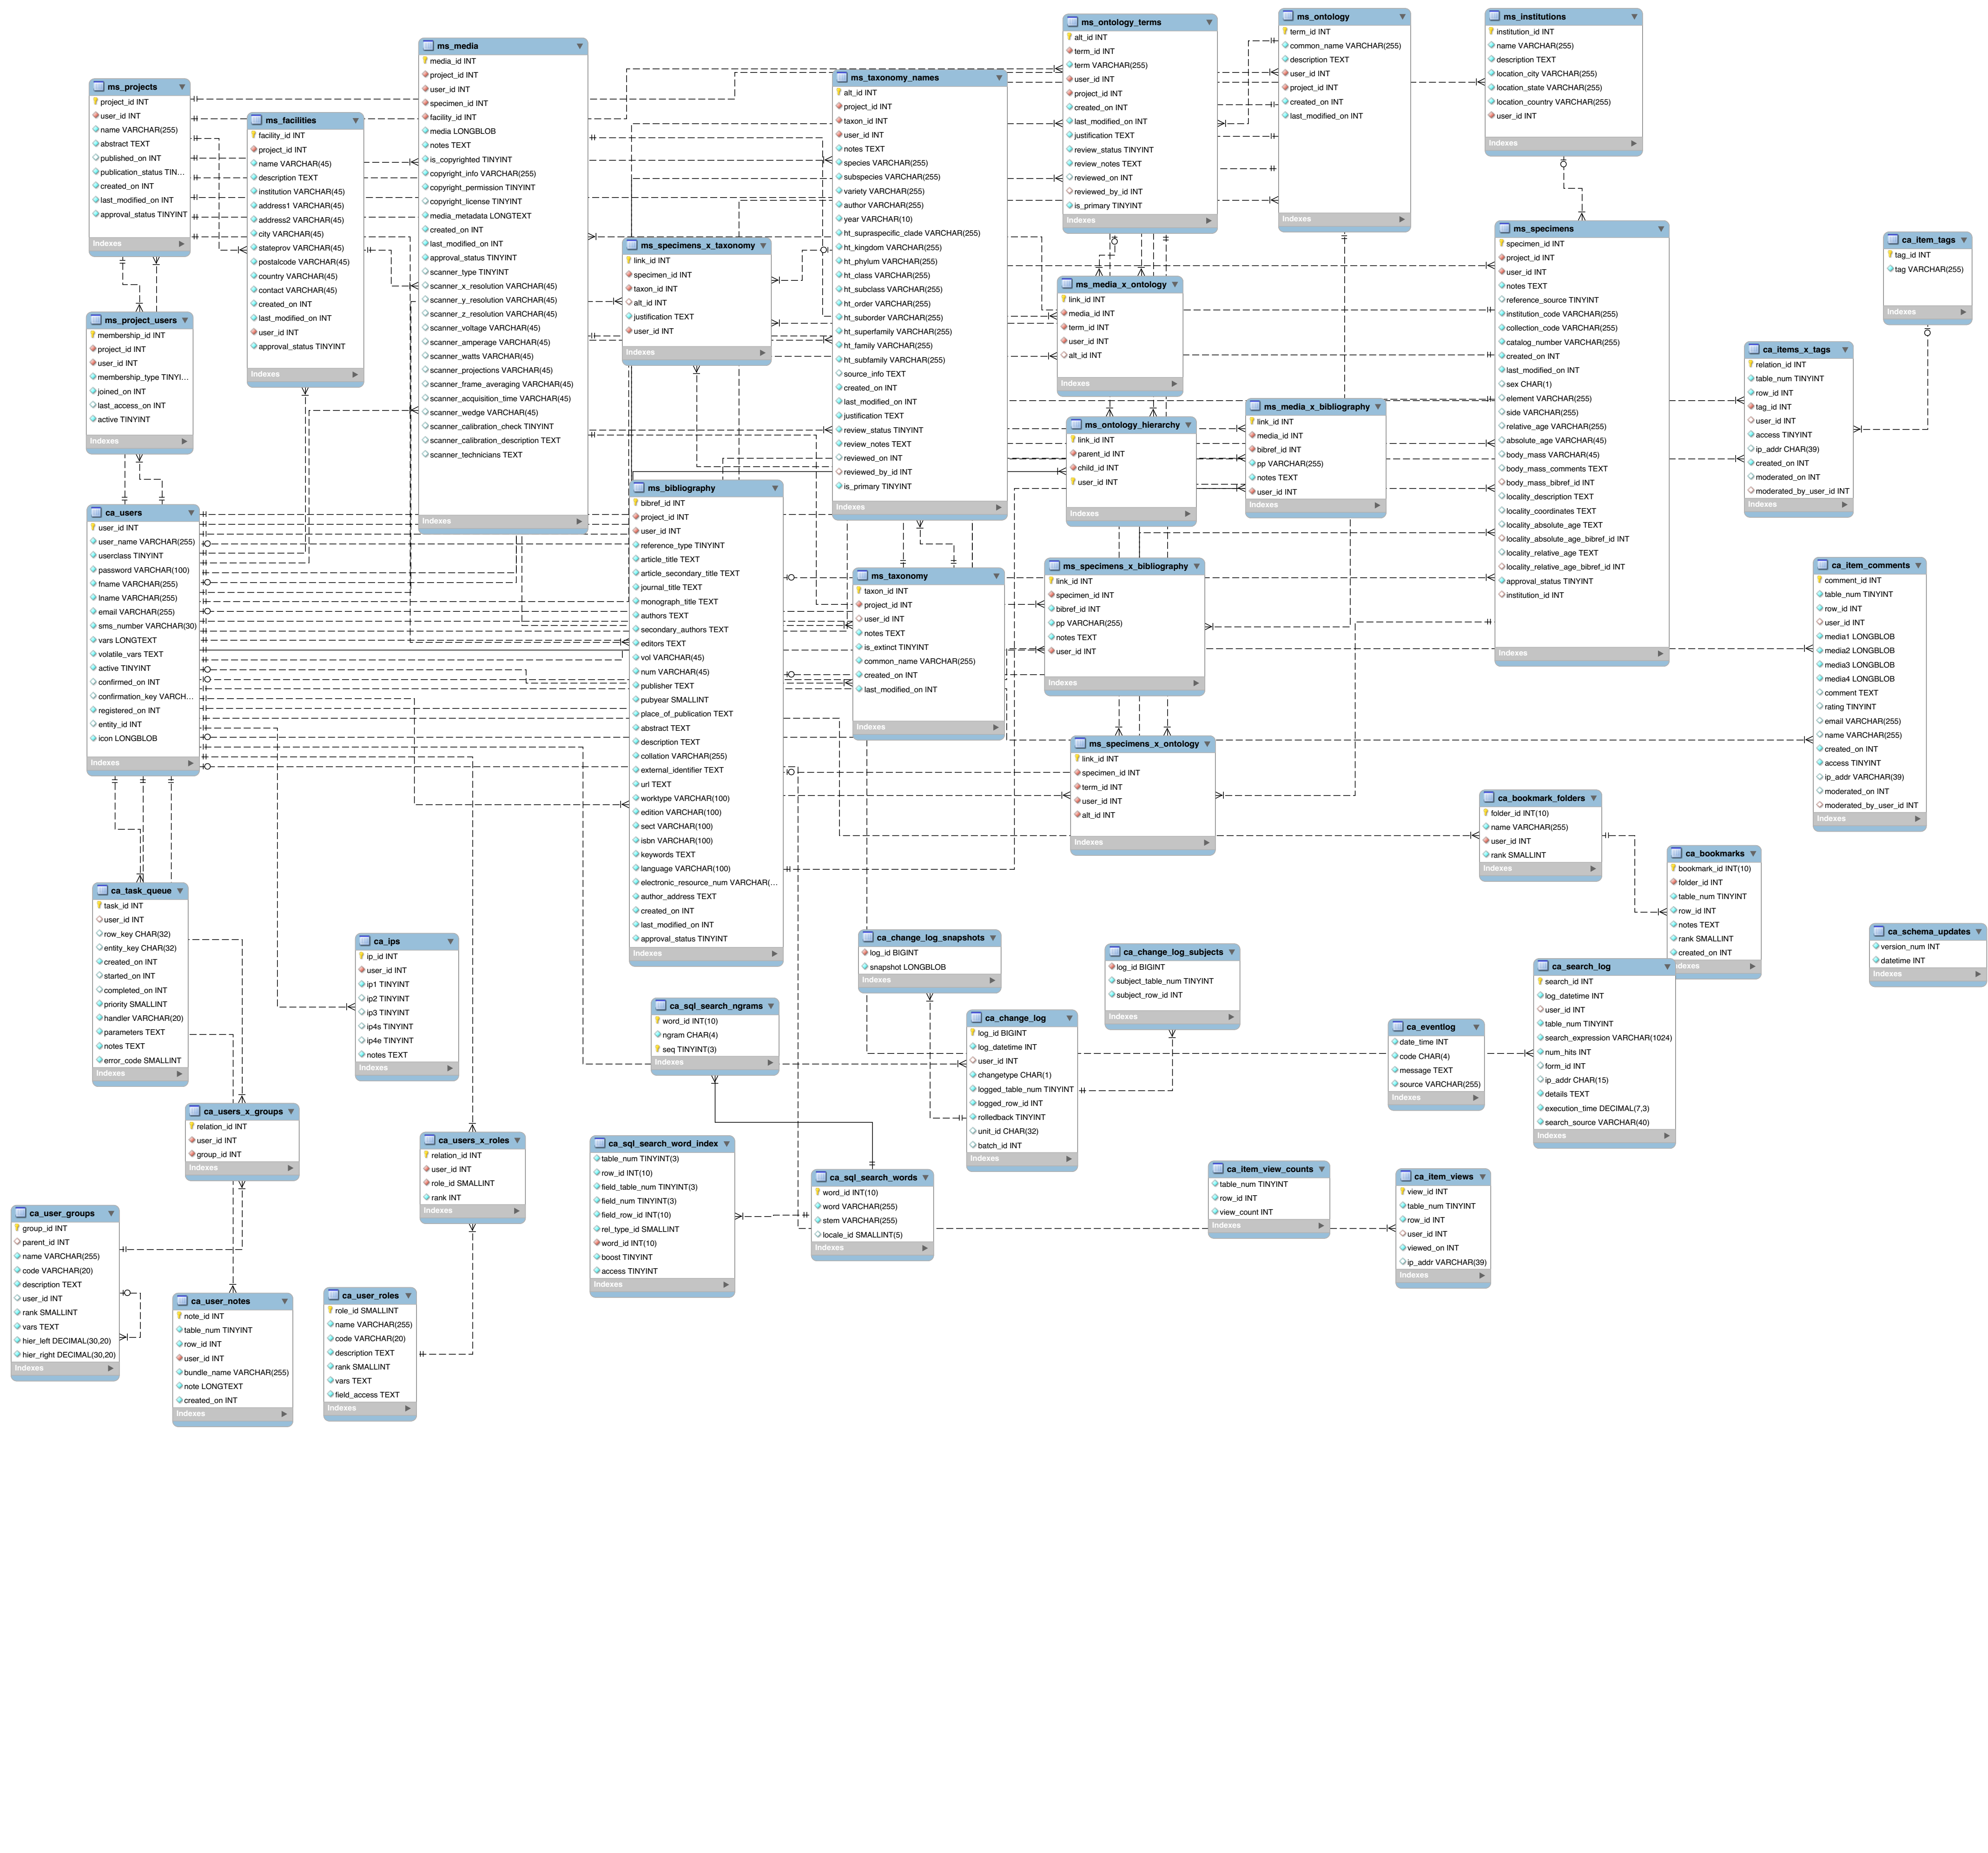 ms_projects
project_id INT
user_id INT
name VARCHAR(255)
abstract TEXT
published_on INT
publication_status TIN...
created_on INT
last_modified_on INT
approval_status TINYINT
Indexes
ms_facilities
facility_id INT
project_id INT
name VARCHAR(45)
description TEXT
institution VARCHAR(45)
address1 VARCHAR(45)
address2 VARCHAR(45)
city VARCHAR(45)
stateprov VARCHAR(45)
postalcode VARCHAR(45)
country VARCHAR(45)
contact VARCHAR(45)
created_on INT
last_modified_on INT
user_id INT
approval_status TINYINT
Indexes
ms_media
media_id INT
project_id INT
user_id INT
specimen_id INT
facility_id INT
media LONGBLOB
notes TEXT
is_copyrighted TINYINT
copyright_info VARCHAR(255)
copyright_permission TINYINT
copyright_license TINYINT
media_metadata LONGTEXT
created_on INT
last_modified_on INT
approval_status TINYINT
scanner_type TINYINT
scanner_x_resolution VARCHAR(45)
scanner_y_resolution VARCHAR(45)
scanner_z_resolution VARCHAR(45)
scanner_voltage VARCHAR(45)
scanner_amperage VARCHAR(45)
scanner_watts VARCHAR(45)
scanner_projections VARCHAR(45)
scanner_frame_averaging VARCHAR(45)
scanner_acquisition_time VARCHAR(45)
scanner_wedge VARCHAR(45)
scanner_calibration_check TINYINT
scanner_calibration_description TEXT
scanner_technicians TEXT
Indexes
ms_specimens_x_taxonomy
link_id INT
specimen_id INT
taxon_id INT
alt_id INT
justification TEXT
user_id INT
Indexes
ms_taxonomy_names
alt_id INT
project_id INT
taxon_id INT
user_id INT
notes TEXT
species VARCHAR(255)
subspecies VARCHAR(255)
variety VARCHAR(255)
author VARCHAR(255)
year VARCHAR(10)
ht_supraspecific_clade VARCHAR(255)
ht_kingdom VARCHAR(255)
ht_phylum VARCHAR(255)
ht_class VARCHAR(255)
ht_subclass VARCHAR(255)
ht_order VARCHAR(255)
ht_suborder VARCHAR(255)
ht_superfamily VARCHAR(255)
ht_family VARCHAR(255)
ht_subfamily VARCHAR(255)
source_info TEXT
created_on INT
last_modified_on INT
justification TEXT
review_status TINYINT
review_notes TEXT
reviewed_on INT
reviewed_by_id INT
is_primary TINYINT
Indexes
ms_ontology_terms
alt_id INT
term_id INT
term VARCHAR(255)
user_id INT
project_id INT
created_on INT
last_modified_on INT
justification TEXT
review_status TINYINT
review_notes TEXT
reviewed_on INT
reviewed_by_id INT
is_primary TINYINT
Indexes
ms_ontology
term_id INT
common_name VARCHAR(255)
description TEXT
user_id INT
project_id INT
created_on INT
last_modified_on INT
Indexes
ms_institutions
institution_id INT
name VARCHAR(255)
description TEXT
location_city VARCHAR(255)
location_state VARCHAR(255)
location_country VARCHAR(255)
user_id INT
Indexes
ms_specimens
specimen_id INT
project_id INT
user_id INT
notes TEXT
reference_source TINYINT
institution_code VARCHAR(255)
collection_code VARCHAR(255)
catalog_number VARCHAR(255)
created_on INT
last_modified_on INT
sex CHAR(1)
element VARCHAR(255)
side VARCHAR(255)
relative_age VARCHAR(255)
absolute_age VARCHAR(45)
body_mass VARCHAR(45)
body_mass_comments TEXT
body_mass_bibref_id INT
locality_description TEXT
locality_coordinates TEXT
locality_absolute_age TEXT
locality_absolute_age_bibref_id INT
locality_relative_age TEXT
locality_relative_age_bibref_id INT
approval_status TINYINT
institution_id INT
Indexes
ca_item_tags
tag_id INT
tag VARCHAR(255)
Indexes
ca_items_x_tags
relation_id INT
table_num TINYINT
row_id INT
tag_id INT
user_id INT
access TINYINT
ip_addr CHAR(39)
created_on INT
moderated_on INT
moderated_by_user_id INT
Indexes
ms_project_users
membership_id INT
project_id INT
user_id INT
membership_type TINYI...
joined_on INT
last_access_on INT
active TINYINT
Indexes
ms_media_x_ontology
link_id INT
media_id INT
term_id INT
user_id INT
alt_id INT
Indexes
ms_ontology_hierarchy
link_id INT
parent_id INT
child_id INT
user_id INT
Indexes
ms_media_x_bibliography
link_id INT
media_id INT
bibref_id INT
pp VARCHAR(255)
notes TEXT
user_id INT
Indexes
ca_users
user_id INT
user_name VARCHAR(255)
userclass TINYINT
password VARCHAR(100)
fname VARCHAR(255)
lname VARCHAR(255)
email VARCHAR(255)
sms_number VARCHAR(30)
vars LONGTEXT
volatile_vars TEXT
active TINYINT
confirmed_on INT
confirmation_key VARCH...
registered_on INT
entity_id INT
icon LONGBLOB
Indexes
ms_bibliography
bibref_id INT
project_id INT
user_id INT
reference_type TINYINT
article_title TEXT
article_secondary_title TEXT
journal_title TEXT
monograph_title TEXT
authors TEXT
secondary_authors TEXT
editors TEXT
vol VARCHAR(45)
num VARCHAR(45)
publisher TEXT
pubyear SMALLINT
place_of_publication TEXT
abstract TEXT
description TEXT
collation VARCHAR(255)
external_identifier TEXT
url TEXT
worktype VARCHAR(100)
edition VARCHAR(100)
sect VARCHAR(100)
isbn VARCHAR(100)
keywords TEXT
language VARCHAR(100)
electronic_resource_num VARCHAR(...
author_address TEXT
created_on INT
last_modified_on INT
approval_status TINYINT
Indexes
ms_taxonomy
taxon_id INT
project_id INT
user_id INT
notes TEXT
is_extinct TINYINT
common_name VARCHAR(255)
created_on INT
last_modified_on INT
Indexes
ms_specimens_x_bibliography
link_id INT
specimen_id INT
bibref_id INT
pp VARCHAR(255)
notes TEXT
user_id INT
Indexes
ca_item_comments
comment_id INT
table_num TINYINT
row_id INT
user_id INT
media1 LONGBLOB
media2 LONGBLOB
media3 LONGBLOB
media4 LONGBLOB
comment TEXT
rating TINYINT
email VARCHAR(255)
name VARCHAR(255)
created_on INT
access TINYINT
ip_addr VARCHAR(39)
moderated_on INT
moderated_by_user_id INT
Indexes
ms_specimens_x_ontology
link_id INT
specimen_id INT
term_id INT
user_id INT
alt_id INT
Indexes
ca_bookmark_folders
folder_id INT(10)
name VARCHAR(255)
user_id INT
rank SMALLINT
Indexes
ca_bookmarks
bookmark_id INT(10)
folder_id INT
table_num TINYINT
row_id INT
notes TEXT
rank SMALLINT
created_on INT
ndexes
ca_task_queue
task_id INT
user_id INT
row_key CHAR(32)
entity_key CHAR(32)
created_on INT
started_on INT
completed_on INT
priority SMALLINT
handler VARCHAR(20)
parameters TEXT
notes TEXT
error_code SMALLINT
Indexes
ca_ips
ip_id INT
user_id INT
ip1 TINYINT
ip2 TINYINT
ip3 TINYINT
ip4s TINYINT
ip4e TINYINT
notes TEXT
Indexes
ca_change_log_snapshots
log_id BIGINT
snapshot LONGBLOB
Indexes
ca_change_log_subjects
log_id BIGINT
subject_table_num TINYINT
subject_row_id INT
Indexes
ca_schema_updates
version_num INT
datetime INT
Indexes
ca_search_log
search_id INT
log_datetime INT
user_id INT
table_num TINYINT
search_expression VARCHAR(1024)
num_hits INT
form_id INT
ip_addr CHAR(15)
details TEXT
execution_time DECIMAL(7,3)
search_source VARCHAR(40)
Indexes
ca_sql_search_ngrams
word_id INT(10)
ngram CHAR(4)
seq TINYINT(3)
Indexes
ca_change_log
log_id BIGINT
log_datetime INT
user_id INT
changetype CHAR(1)
logged_table_num TINYINT
logged_row_id INT
rolledback TINYINT
unit_id CHAR(32)
batch_id INT
Indexes
ca_eventlog
date_time INT
code CHAR(4)
message TEXT
source VARCHAR(255)
Indexes
ca_users_x_groups
relation_id INT
user_id INT
group_id INT
Indexes
ca_users_x_roles
relation_id INT
user_id INT
role_id SMALLINT
rank INT
Indexes
ca_sql_search_word_index
table_num TINYINT(3)
row_id INT(10)
field_table_num TINYINT(3)
field_num TINYINT(3)
field_row_id INT(10)
rel_type_id SMALLINT
word_id INT(10)
boost TINYINT
access TINYINT
Indexes
ca_sql_search_words
word_id INT(10)
word VARCHAR(255)
stem VARCHAR(255)
locale_id SMALLINT(5)
Indexes
ca_item_view_counts
table_num TINYINT
row_id INT
view_count INT
Indexes
ca_item_views
view_id INT
table_num TINYINT
row_id INT
user_id INT
viewed_on INT
ip_addr VARCHAR(39)
Indexes
ca_user_groups
group_id INT
parent_id INT
name VARCHAR(255)
code VARCHAR(20)
description TEXT
user_id INT
rank SMALLINT
vars TEXT
hier_left DECIMAL(30,20)
hier_right DECIMAL(30,20)
Indexes
ca_user_notes
note_id INT
table_num TINYINT
row_id INT
user_id INT
bundle_name VARCHAR(255)
note LONGTEXT
created_on INT
Indexes
ca_user_roles
role_id SMALLINT
name VARCHAR(255)
code VARCHAR(20)
description TEXT
rank SMALLINT
vars TEXT
field_access TEXT
Indexes